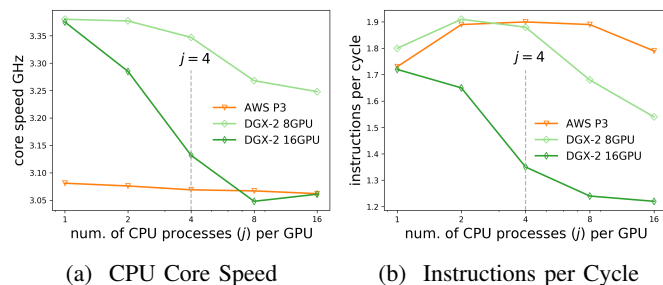 3.35
3.30
3.25
3.20
3.15
3.10
3.05
core speed GHz
j = 4
AWS P3
DGX-2 8GPU
DGX-2 16GPU
1 2 4 8 16
num. of CPU processes (j) per GPU
(a) CPU Core Speed
1.9
1.8
1.7
1.6
1.5
1.4
1.3
1.2
instructions per cycle
j = 4
AWS P3
DGX-2 8GPU
DGX-2 16GPU
1 2 4 8 16
num. of CPU processes (j) per GPU
(b) Instructions per Cycle